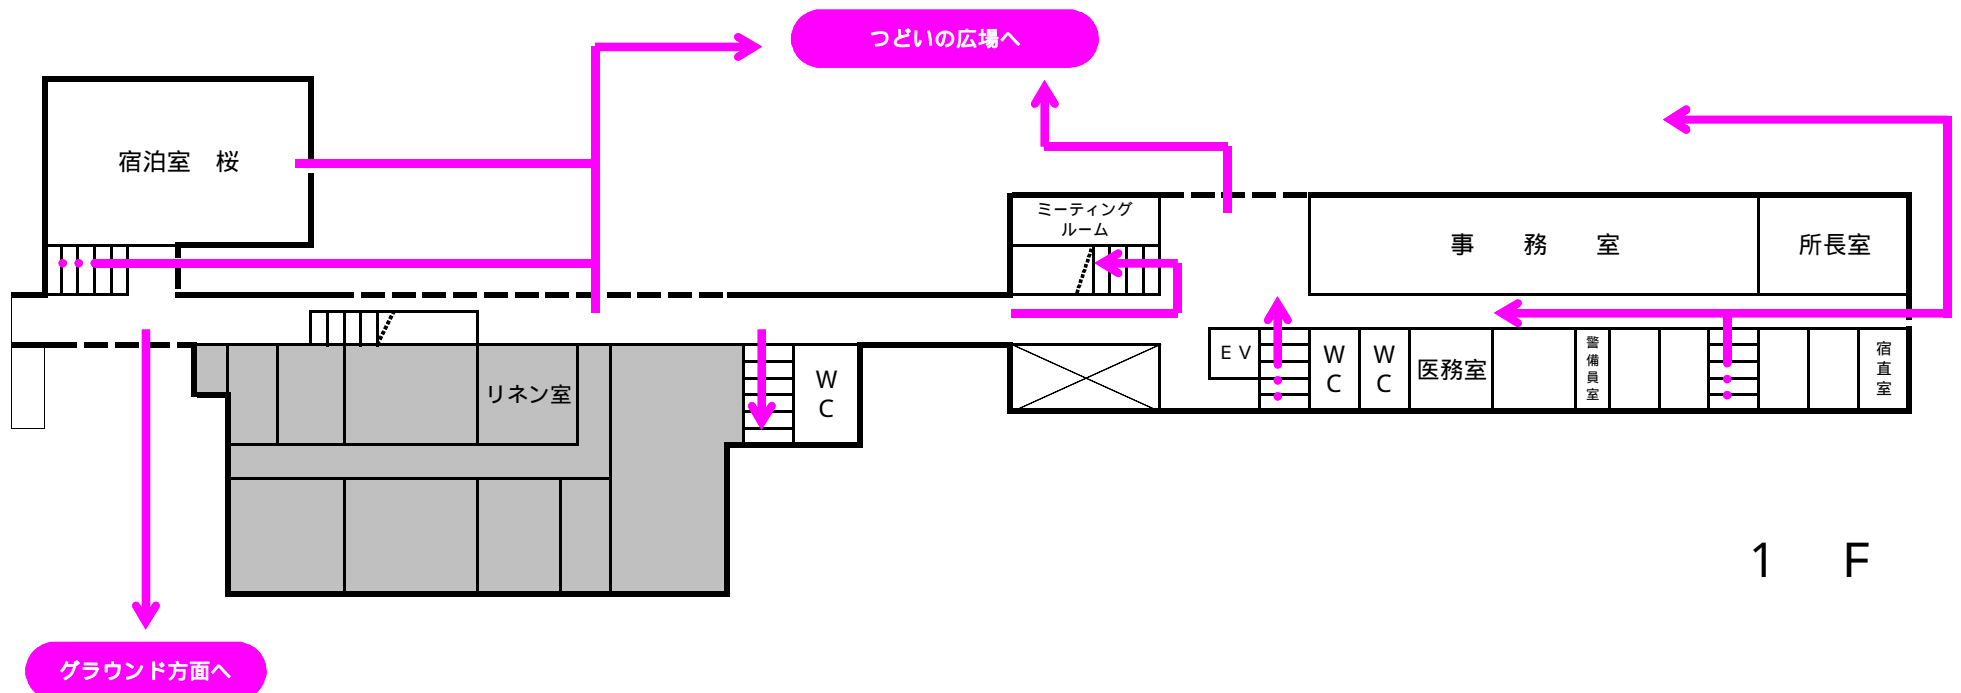 つどいの広場へ
宿泊室　桜
ミーティング
ルーム
事　務　室
所長室
ＥＶ
W
C
W
C
医務室
警
備
員
室
宿
直
室
リネン室
W
C
１　F
グラウンド方面へ